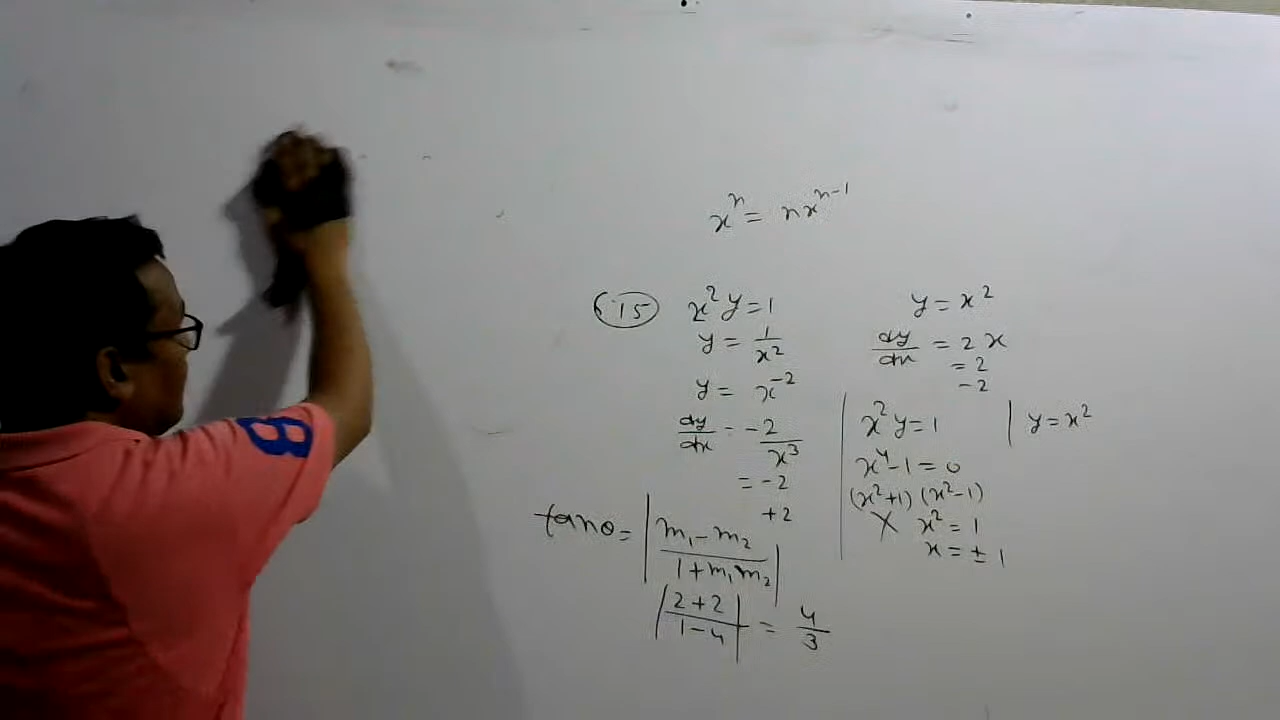 xⁿ = nxⁿ⁻¹
15
x²y = 1
y = 1/x²
y = x⁻²
dy/dx = -2/x³
= -2
+2
y = x²
dy/dx = 2x
= 2
-2
x²y = 1 | y = x²
x⁴-1 = 0
(x²+1) (x²-1)
X x² = 1
x = ± 1
tanθ = |m₁-m₂/1+m₁m₂|
|2+2/1-4| = 4/3
B